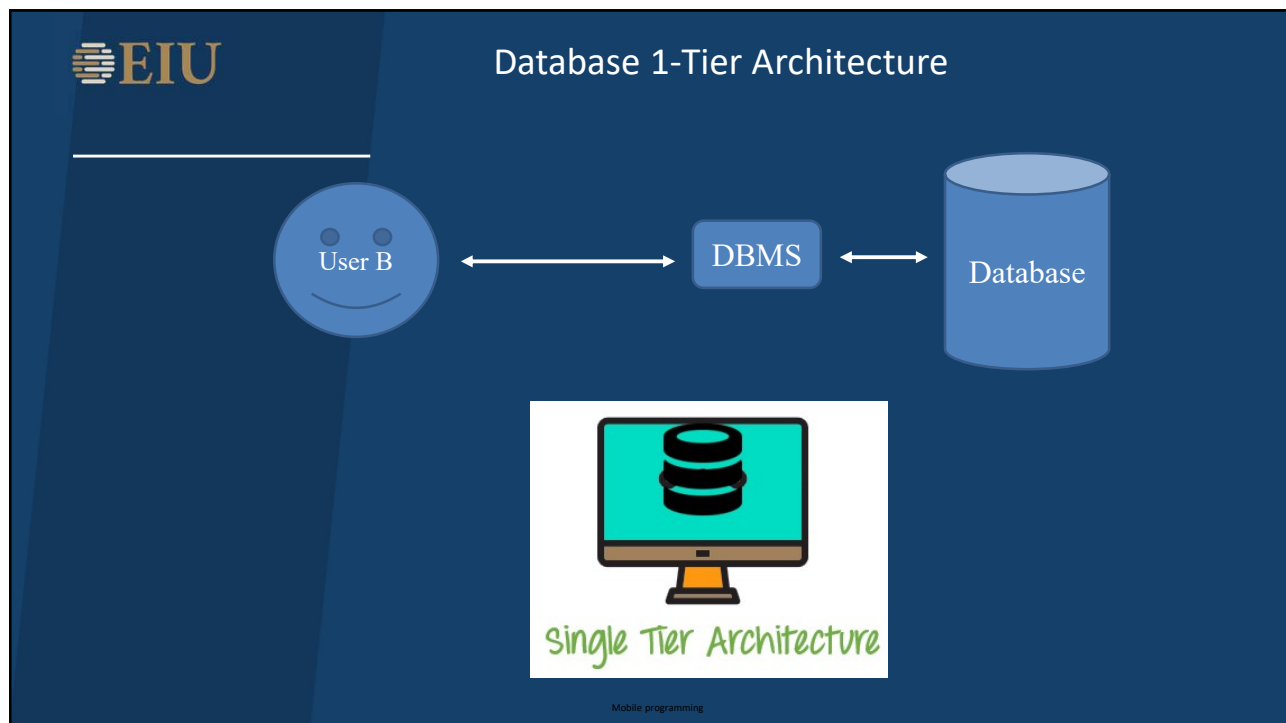 EIU
Database 1-Tier Architecture
User B
DBMS
Database
Single Tier Architecture
Mobile programming